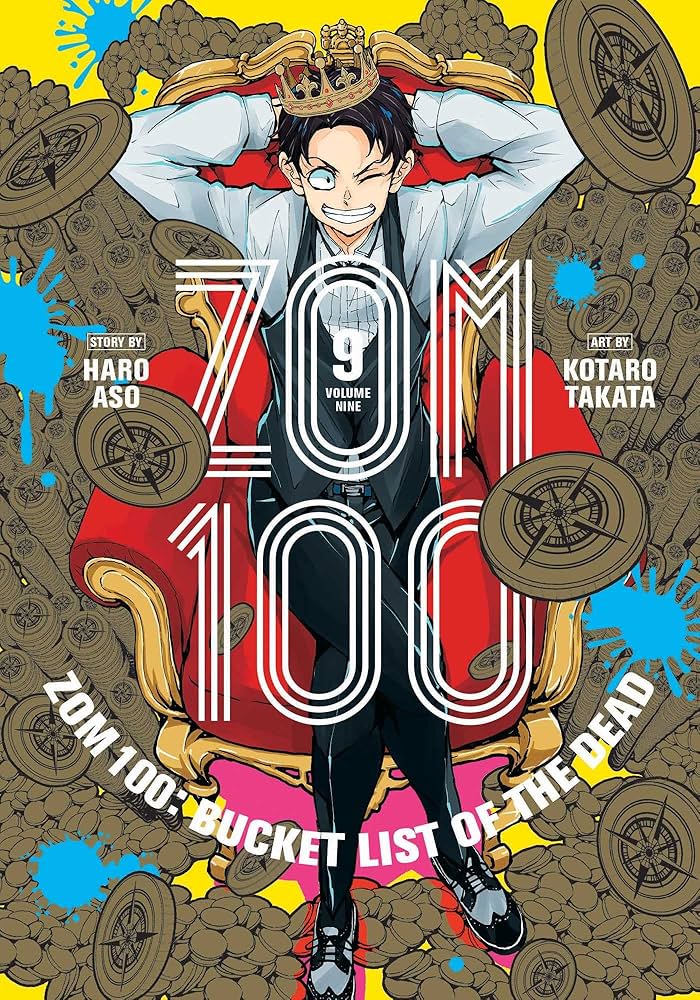 ZOM
9
VOLUME
NINE
STORY BY
HARO
ASO
ART BY
KOTARO
TAKATA
100
ZOM 100: BUCKET LIST OF THE DEAD